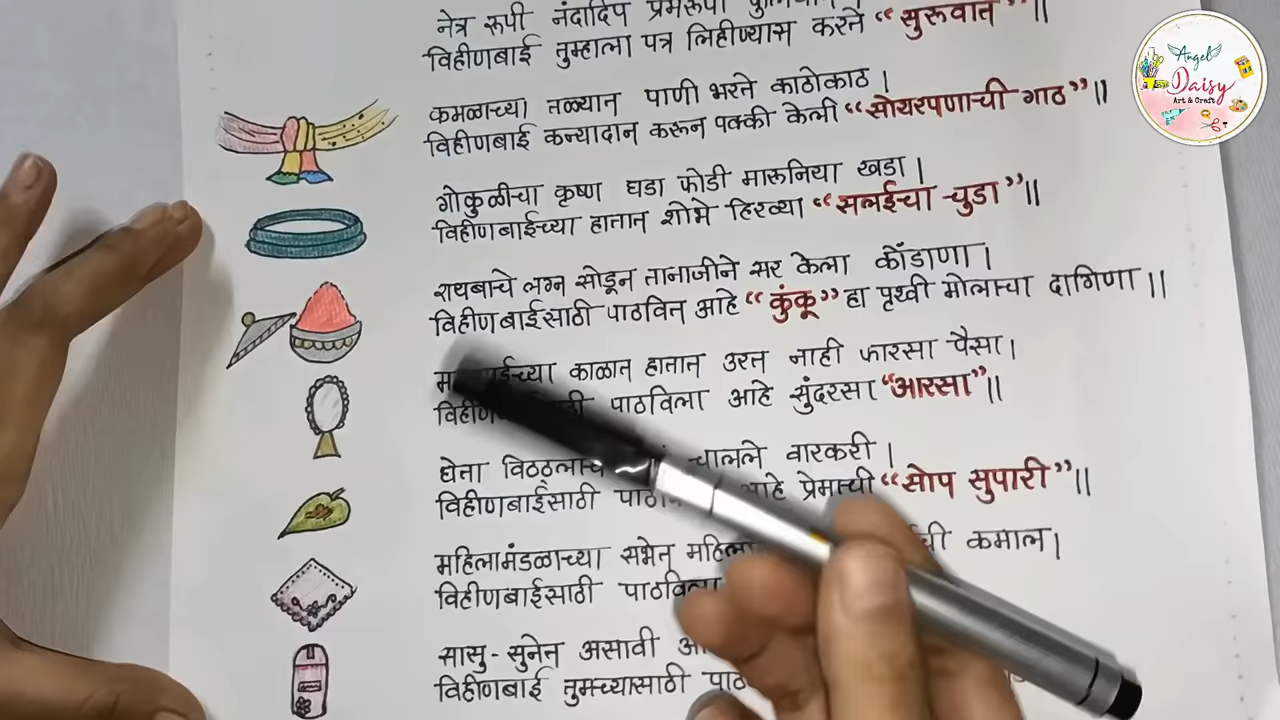 नेत्र रूपी नंदादिप प्रेमरूपी
विहीणबाई तुम्हाला पत्र लिहीण्यास करते “सुरूवात”॥
कमळाच्या तळ्यात पाणी भरते काठोकाठ।
विहीणबाई कन्यादान करून पक्की केली “सोयरपणाची गाठ”॥
गोकुळीचा कृष्ण घडा फोडी मारूनिया खडा।
विहीणबाईच्या हातात शोभे हिरव्या “सलईचा चुडा”॥
रायबाचे लग्न सोडून तानाजीने सर केला कोंडाणा।
विहीणबाईसाठी पाठवित आहे “कुंकू” हा पृथ्वी मोलाचा दागिणा॥
काळात हातात उरत नाही फारसा पैसा।
पाठविला आहे सुंदरसा “आरसा”॥
घेता चालले वारकरी।
विहीणबाईसाठी आहे प्रेमाची “सोप सुपारी”॥
महिलामंडळाच्या सभेत कमाल।
विहीणबाईसाठी पाठविला
सासु-सुनेत असावी
विहीणबाई तुमच्यासाठी
Angel
Daisy
Art & Craft